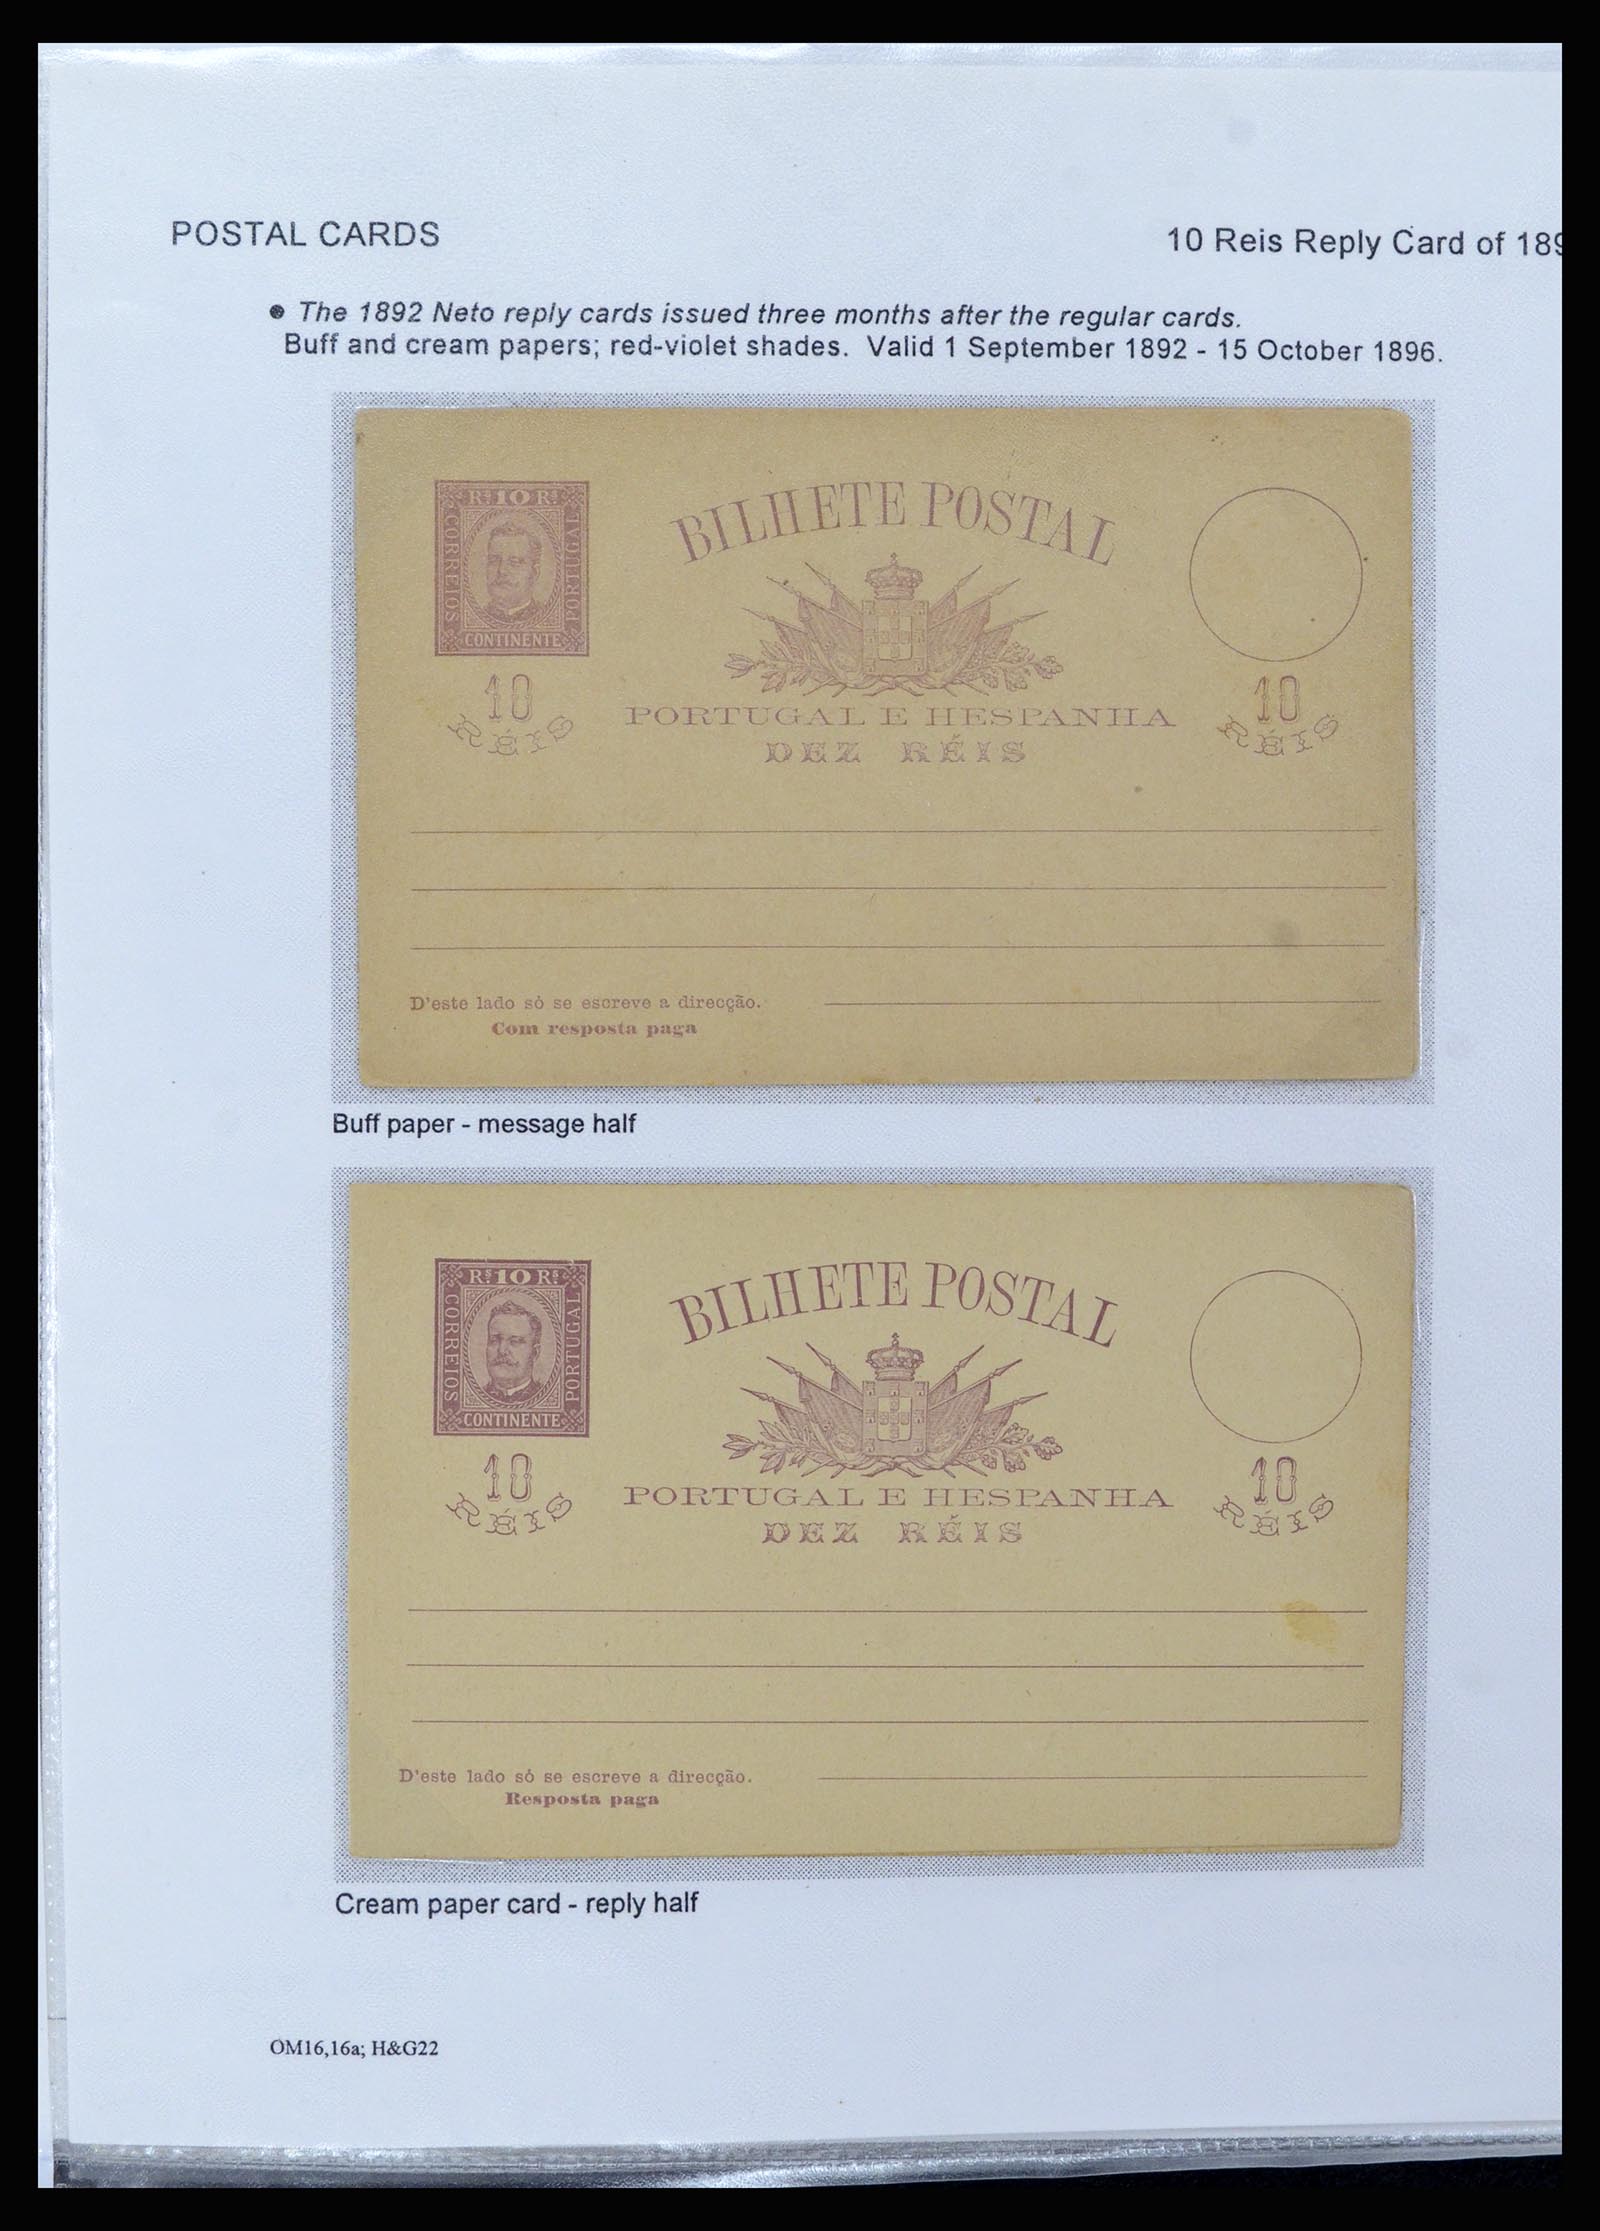 POSTAL CARDS
10 Reis Reply Card of 189
● The 1892 Neto reply cards issued three months after the regular cards.
Buff and cream papers; red-violet shades. Valid 1 September 1892 - 15 October 1896.
Rs 10 Rs
CORREIOS
PORTUGAL
CONTINENTE
BILHETE POSTAL
10
RÉIS
PORTUGAL E HESPANHA
DEZ RÉIS
10
RÉIS
D'este lado só se escreve a direcção.
Com resposta paga
Buff paper - message half
Rs 10 Rs
CORREIOS
PORTUGAL
CONTINENTE
BILHETE POSTAL
10
RÉIS
PORTUGAL E HESPANHA
DEZ RÉIS
10
RÉIS
D'este lado só se escreve a direcção.
Resposta paga
Cream paper card - reply half
OM16,16a; H&G22